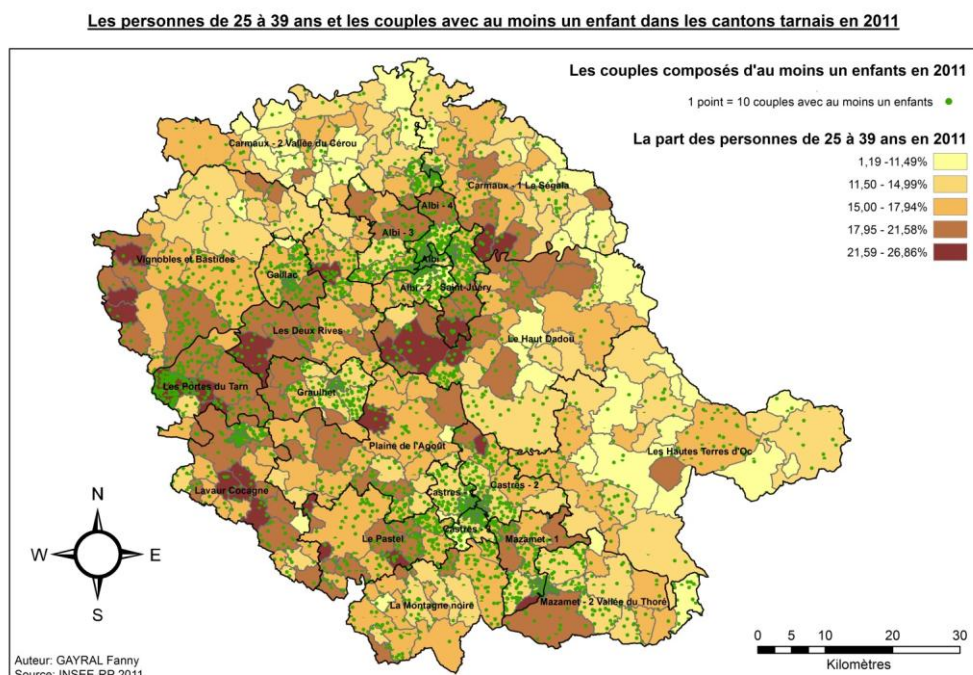 Les personnes de 25 à 39 ans et les couples avec au moins un enfant dans les cantons tarnais en 2011
Les couples composés d'au moins un enfants en 2011
1 point = 10 couples avec au moins un enfants
La part des personnes de 25 à 39 ans en 2011
1,19 -11,49%
11,50 - 14,99%
15,00 - 17,94%
17,95 - 21,58%
21,59 - 26,86%
Carmaux - 2 Vallée du Cérou
Carmaux - 1 Le Ségala
Albi - 4
Albi - 3
Albi
Vignobles et Bastides
Gaillac
Albi - 2
Saint-Juéry
Les Deux Rives
Le Haut Dadou
Les Portes du Tarn
Graulhet
Plaine de l'Agoût
Les Hautes Terres d'Oc
Lavaur Cocagne
Castres
Castres - 2
Castres
Le Pastel
Mazamet - 1
La Montagne noire
Mazamet - 2 Vallée du Thoré
N
W
E
S
0 5 10 20 30
Kilomètres
Auteur: GAYRAL Fanny
Source: INSEE RP 2011